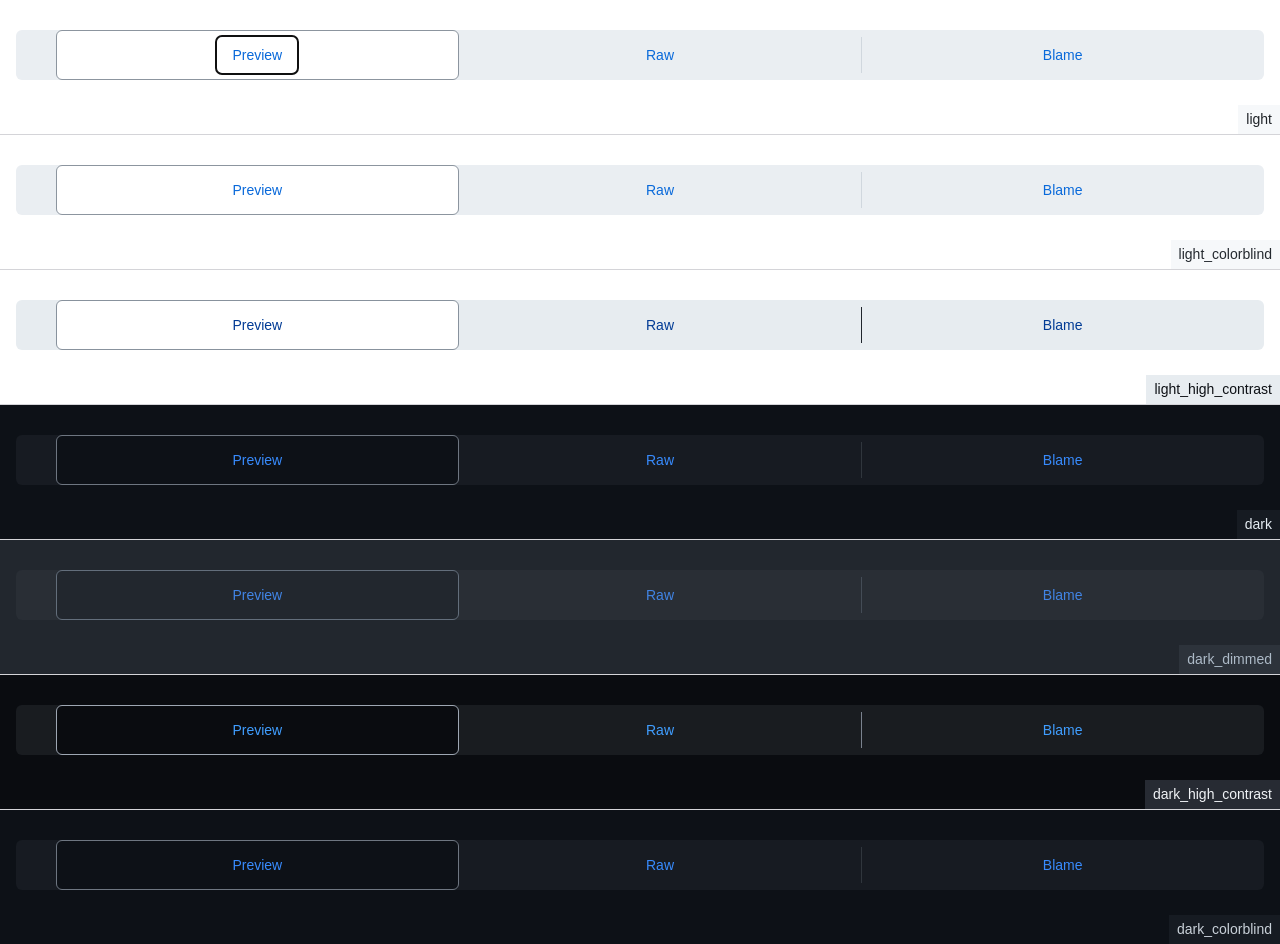 Preview Raw Blame
light
Preview Raw Blame
light_colorblind
Preview Raw Blame
light_high_contrast
Preview Raw Blame
dark
Preview Raw Blame
dark_dimmed
Preview Raw Blame
dark_high_contrast
Preview Raw Blame
dark_colorblind